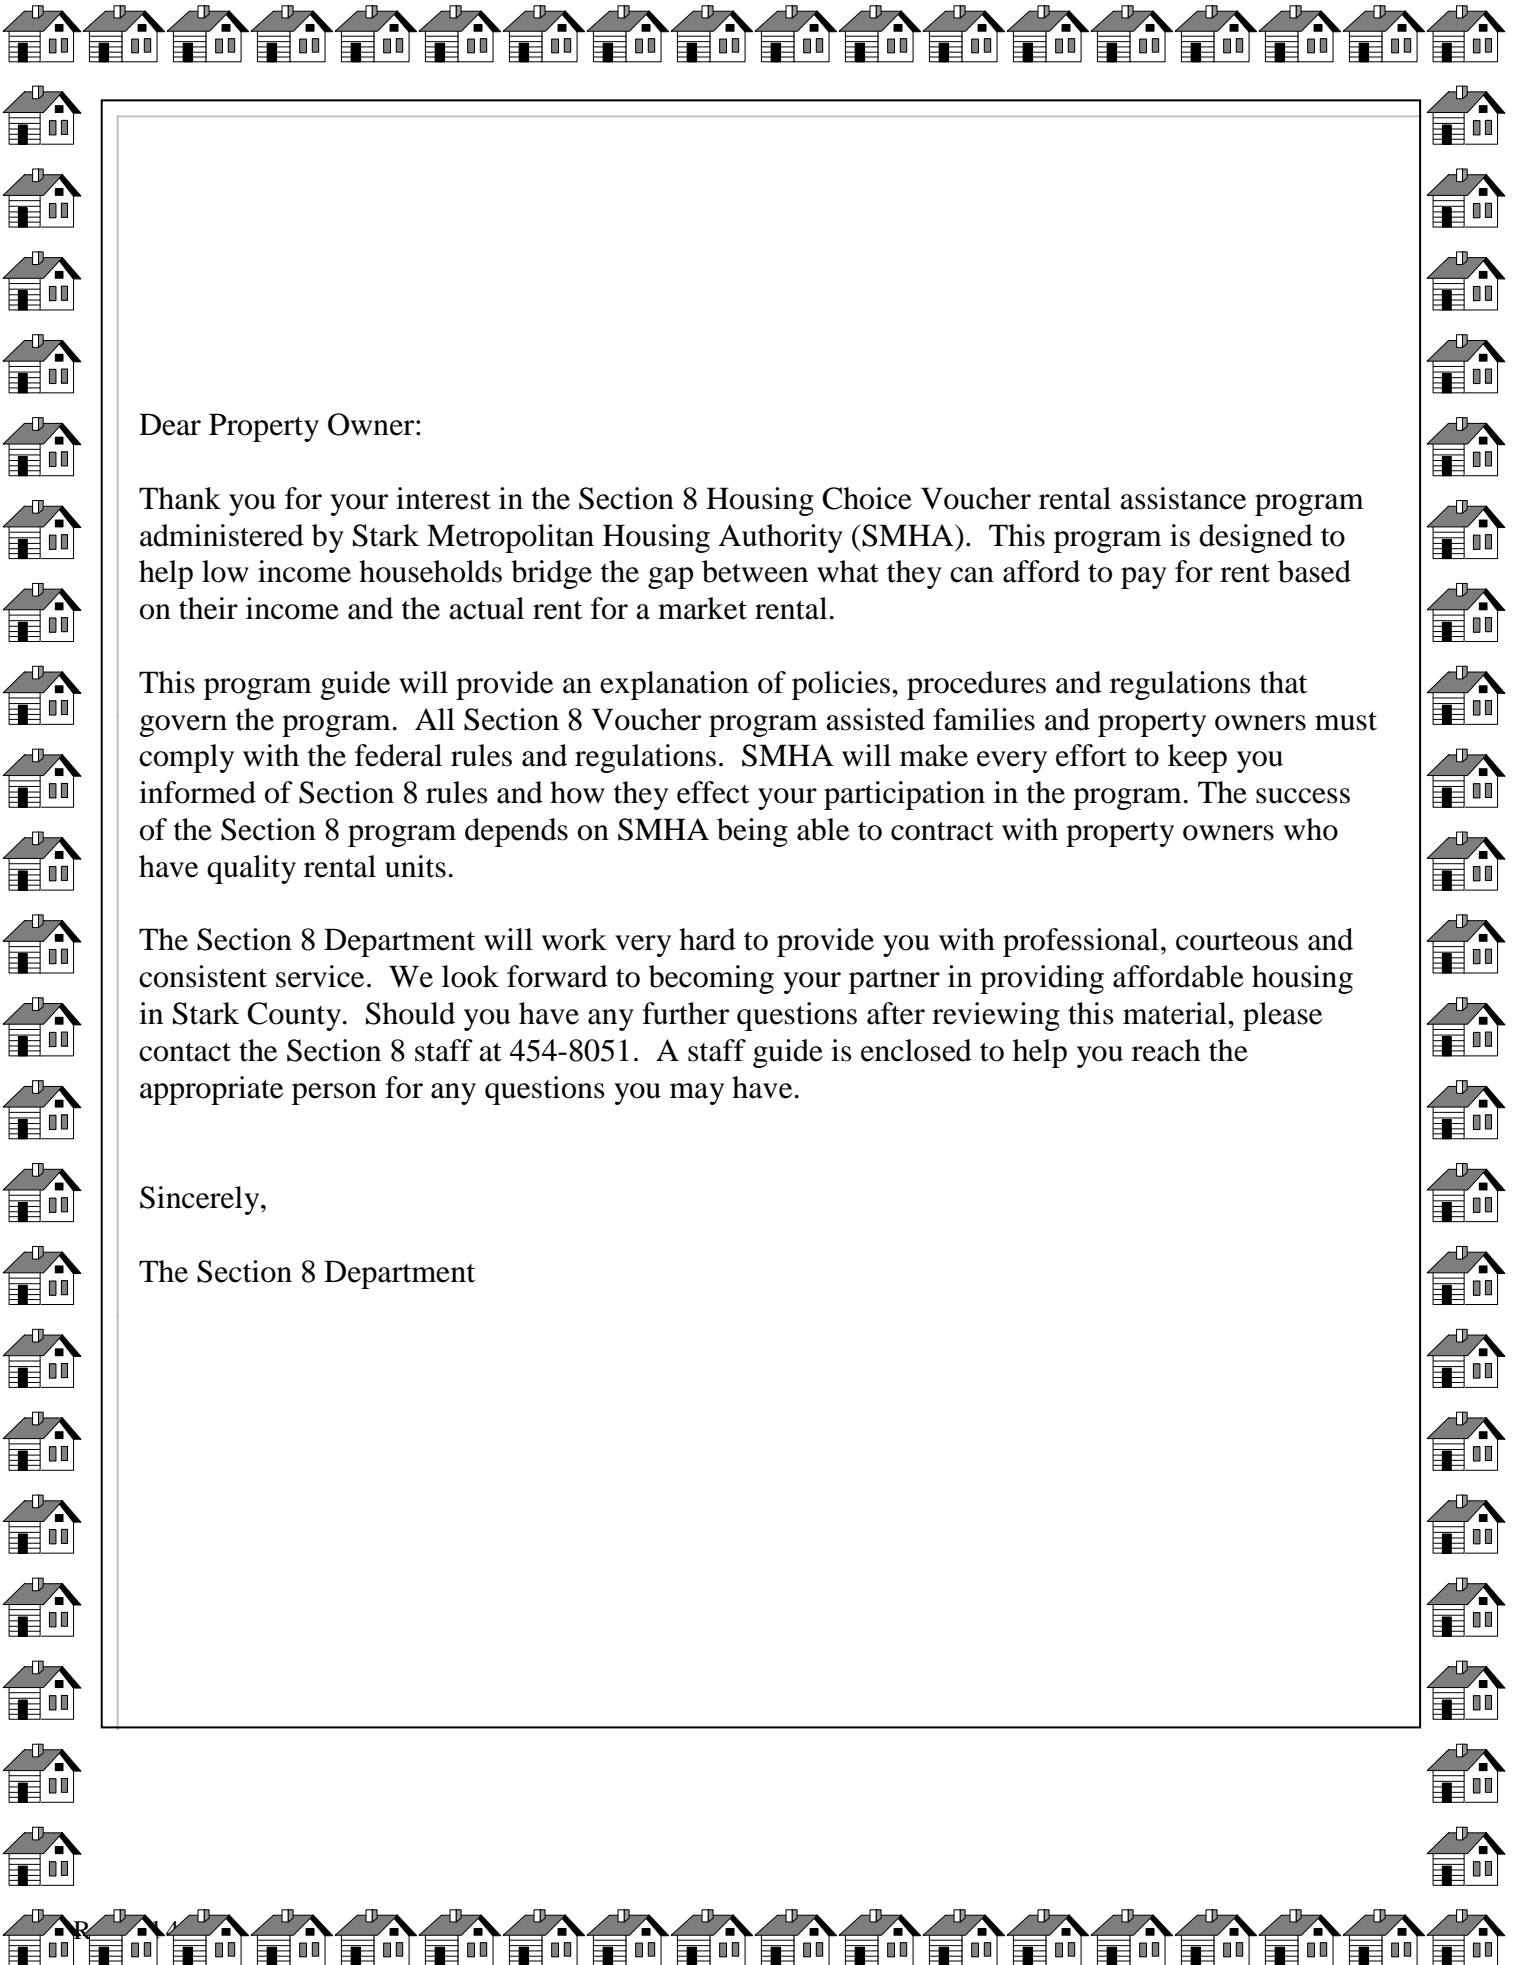 Dear Property Owner:
Thank you for your interest in the Section 8 Housing Choice Voucher rental assistance program
administered by Stark Metropolitan Housing Authority (SMHA).  This program is designed to
help low income households bridge the gap between what they can afford to pay for rent based
on their income and the actual rent for a market rental.
This program guide will provide an explanation of policies, procedures and regulations that
govern the program.  All Section 8 Voucher program assisted families and property owners must
comply with the federal rules and regulations.  SMHA will make every effort to keep you
informed of Section 8 rules and how they effect your participation in the program. The success
of the Section 8 program depends on SMHA being able to contract with property owners who
have quality rental units.
The Section 8 Department will work very hard to provide you with professional, courteous and
consistent service.  We look forward to becoming your partner in providing affordable housing
in Stark County.  Should you have any further questions after reviewing this material, please
contact the Section 8 staff at 454-8051.  A staff guide is enclosed to help you reach the
appropriate person for any questions you may have.
Sincerely,
The Section 8 Department